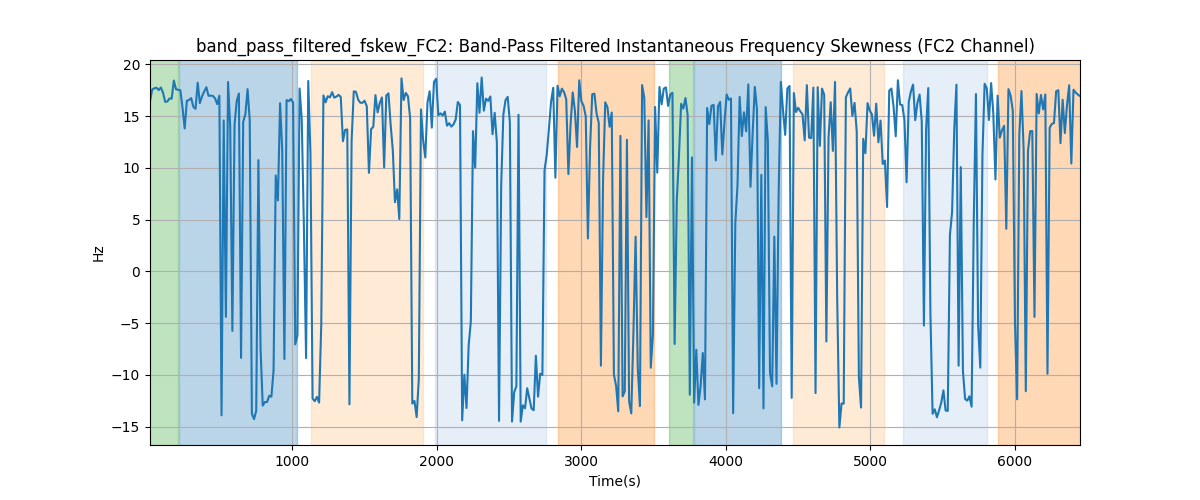 band_pass_filtered_fskew_FC2: Band-Pass Filtered Instantaneous Frequency Skewness (FC2 Channel)
20
15
10
5
0
−5
−10
−15
Hz
1000 2000 3000 4000 5000 6000
Time(s)